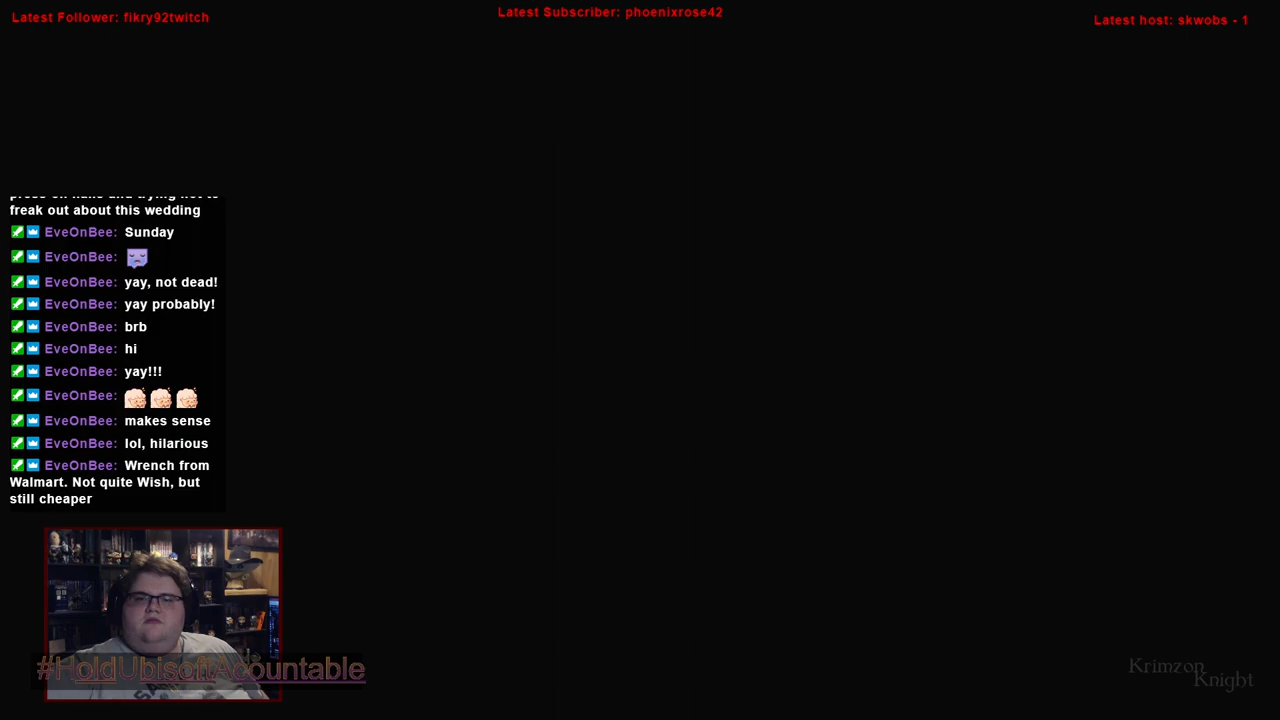 Latest Follower: fikry92twitch
Latest Subscriber: phoenixrose42
Latest host: skwobs - 1
freak out about this wedding
EveOnBee: Sunday
EveOnBee:
EveOnBee: yay, not dead!
EveOnBee: yay probably!
EveOnBee: brb
EveOnBee: hi
EveOnBee: yay!!!
EveOnBee:
EveOnBee: makes sense
EveOnBee: lol, hilarious
EveOnBee: Wrench from
Walmart. Not quite Wish, but
still cheaper
#HoldUbisoftAcountable
Krimzon
Knight